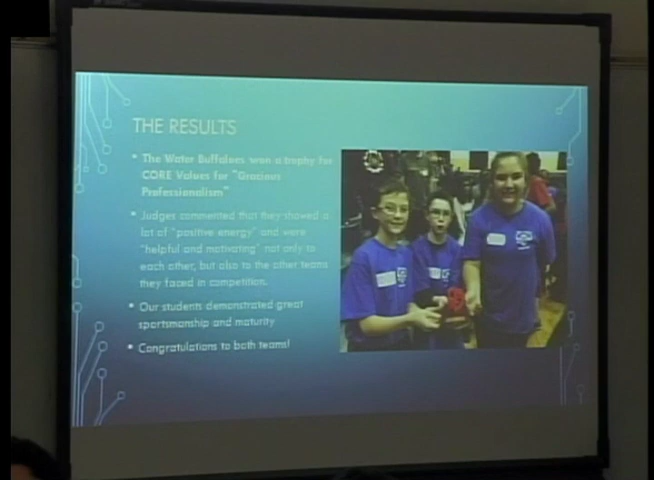 THE RESULTS
• The Water Buffaloes won a trophy for
CORE Values for "Gracious
Professionalism"
• Judges commented that they showed a
lot of "positive energy" and were
"helpful and motivating" not only to
each other, but also to the other teams
they faced in competition.
• Our students demonstrated great
sportsmanship and maturity
• Congratulations to both teams!